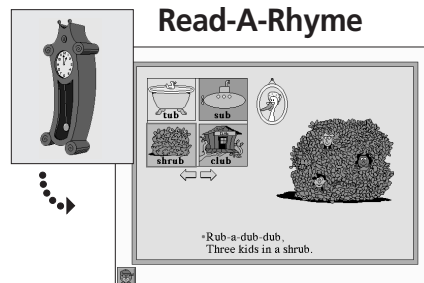 Read-A-Rhyme
tub
sub
shrub
club
•Rub-a-dub-dub,
Three kids in a shrub.